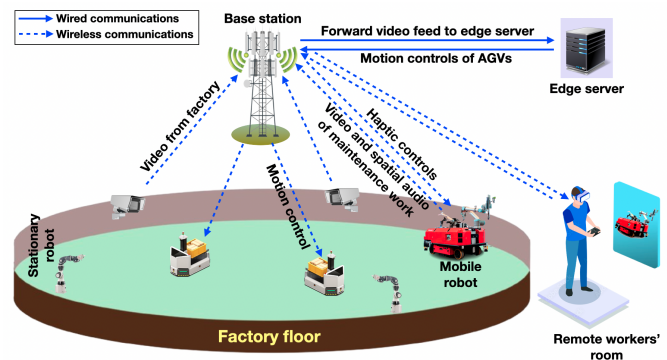 Wired communications
Wireless communications
Base station
Forward video feed to edge server
Motion controls of AGVs
Edge server
Video from factory
Haptic controls
Video and spatial audio
of maintenance work
Motion control
Stationary
robot
Mobile
robot
Factory floor
Remote workers'
room